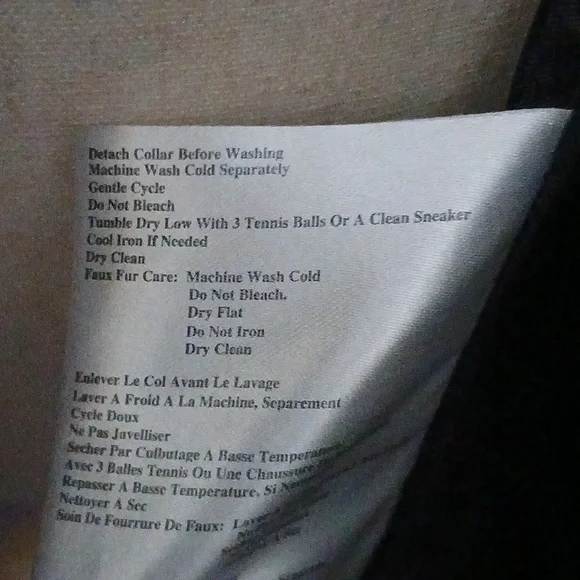 Detach Collar Before Washing
Machine Wash Cold Separately
Gentle Cycle
Do Not Bleach
Tumble Dry Low With 3 Tennis Balls Or A Clean Sneaker
Cool Iron If Needed
Dry Clean
Faux Fur Care: Machine Wash Cold
Do Not Bleach.
Dry Flat
Do Not Iron
Dry Clean
Enlever Le Col Avant Le Lavage
Laver A Froid A La Machine, Separement
Cycle Doux
Ne Pas Javelliser
Secher Par Culbutage A Basse
Avec 3 Balles Tennis Ou Une Chaussure
Repasser A Basse Temperature, Si
Nettoyer A Sec
Soin De Fourrure De Faux: